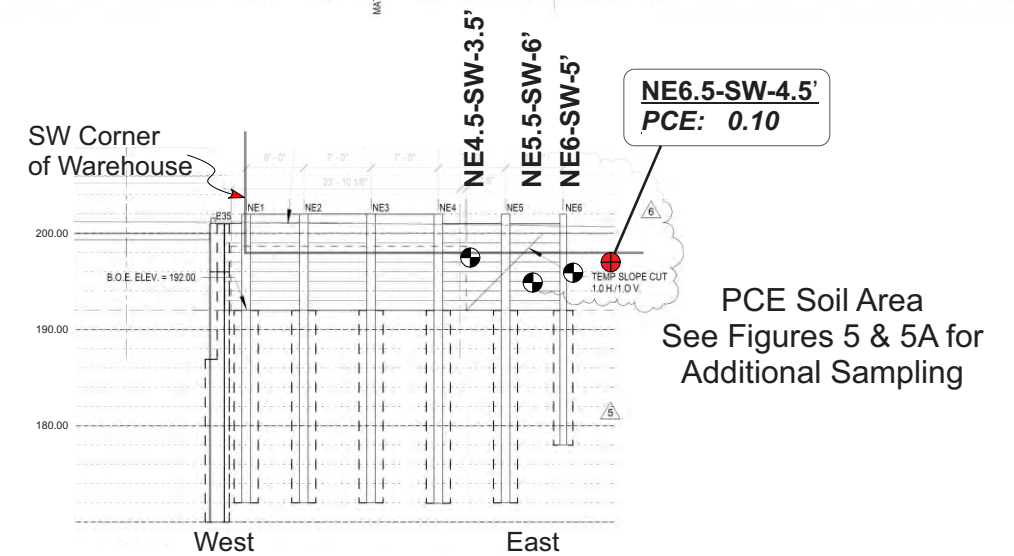 MA
NE4.5-SW-3.5'
NE5.5-SW-6'
NE6-SW-5'
NE6.5-SW-4.5'
PCE: 0.10
SW Corner
of Warehouse
6' - 0"
7' - 0"
7' - 0"
23' - 10 1/8"
E35
NE1
NE2
NE3
NE4
NE5
NE6
6
200.00
B.O.E. ELEV. = 192.00
TEMP SLOPE CUT
1.0 H./1.0 V.
PCE Soil Area
See Figures 5 & 5A for
Additional Sampling
190.00
180.00
5
West
East